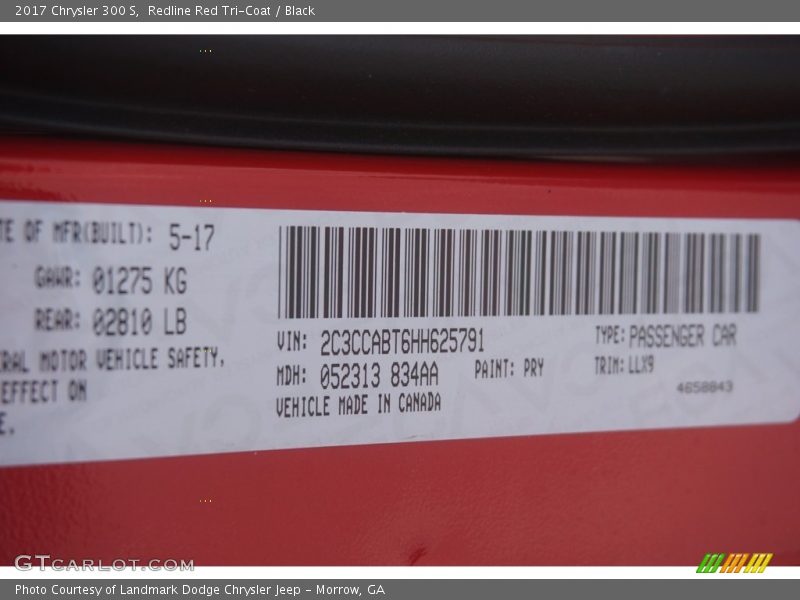 2017 Chrysler 300 S, Redline Red Tri-Coat / Black
TE OF MFR(BUILT): 5-17
GAWR: 01275 KG
REAR: 02810 LB
ERAL MOTOR VEHICLE SAFETY,
EFFECT ON
E.
VIN: 2C3CCABT6HH625791
TYPE: PASSENGER CAR
MDH: 052313 834AA
PAINT: PRY
TRIM: LLX9
VEHICLE MADE IN CANADA
4658843
GTCARLOT.COM
Photo Courtesy of Landmark Dodge Chrysler Jeep - Morrow, GA